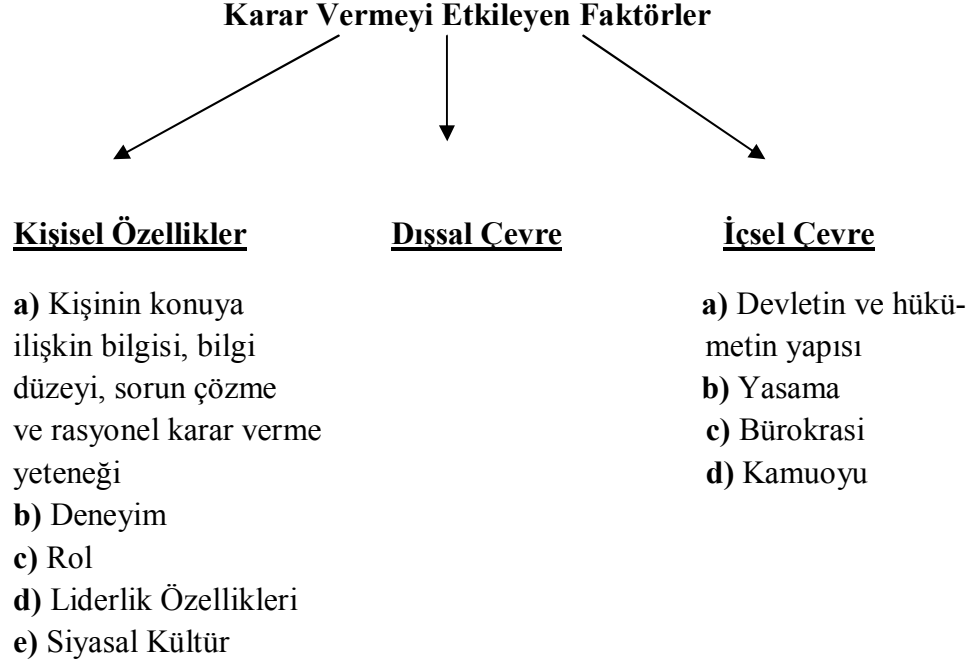 Karar Vermeyi Etkileyen Faktörler
Kişisel Özellikler
a) Kişinin konuya
ilişkin bilgisi, bilgi
düzeyi, sorun çözme
ve rasyonel karar verme
yeteneği
b) Deneyim
c) Rol
d) Liderlik Özellikleri
e) Siyasal Kültür
Dışsal Çevre
İçsel Çevre
a) Devletin ve hükü-
metin yapısı
b) Yasama
c) Bürokrasi
d) Kamuoyu